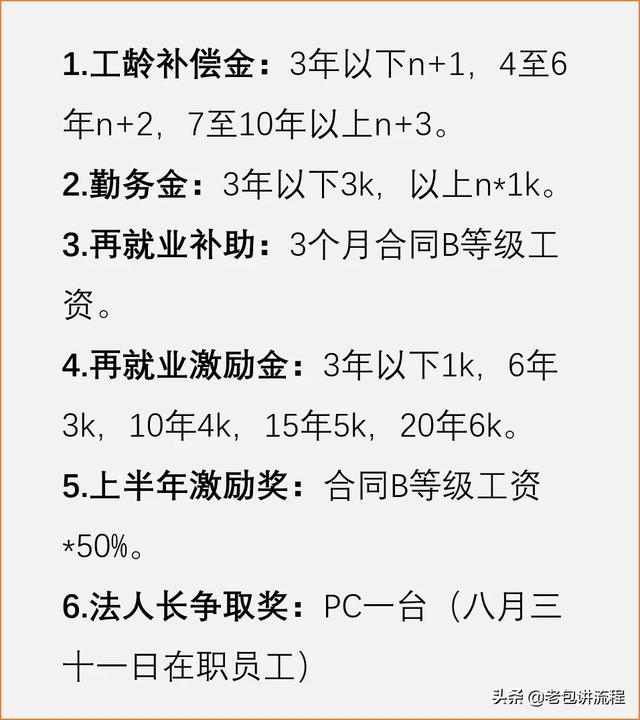 1.工龄补偿金：3年以下n+1，4至6
年n+2，7至10年以上n+3。
2.勤务金：3年以下3k，以上n*1k。
3.再就业补助：3个月合同B等级工
资。
4.再就业激励金：3年以下1k，6年
3k，10年4k，15年5k，20年6k。
5.上半年激励奖：合同B等级工资
*50%。
6.法人长争取奖：PC一台（八月三
十一日在职员工）
头条 @老包讲流程